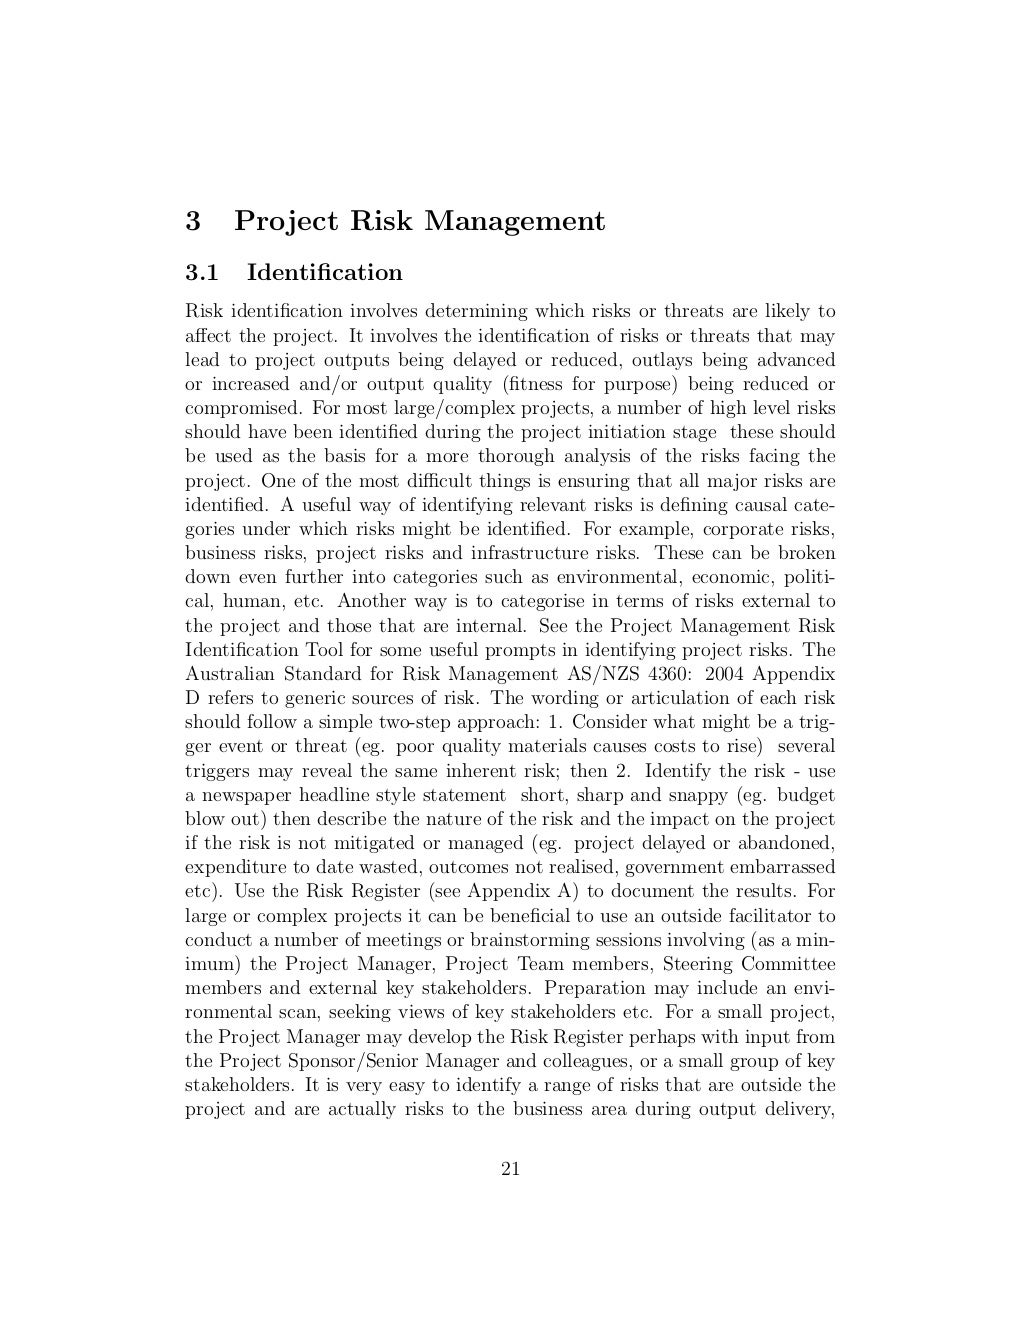 3 Project Risk Management
3.1 Identification
Risk identification involves determining which risks or threats are likely to
affect the project. It involves the identification of risks or threats that may
lead to project outputs being delayed or reduced, outlays being advanced
or increased and/or output quality (fitness for purpose) being reduced or
compromised. For most large/complex projects, a number of high level risks
should have been identified during the project initiation stage these should
be used as the basis for a more thorough analysis of the risks facing the
project. One of the most difficult things is ensuring that all major risks are
identified. A useful way of identifying relevant risks is defining causal cate-
gories under which risks might be identified. For example, corporate risks,
business risks, project risks and infrastructure risks. These can be broken
down even further into categories such as environmental, economic, politi-
cal, human, etc. Another way is to categorise in terms of risks external to
the project and those that are internal. See the Project Management Risk
Identification Tool for some useful prompts in identifying project risks. The
Australian Standard for Risk Management AS/NZS 4360: 2004 Appendix
D refers to generic sources of risk. The wording or articulation of each risk
should follow a simple two-step approach: 1. Consider what might be a trig-
ger event or threat (eg. poor quality materials causes costs to rise) several
triggers may reveal the same inherent risk; then 2. Identify the risk - use
a newspaper headline style statement short, sharp and snappy (eg. budget
blow out) then describe the nature of the risk and the impact on the project
if the risk is not mitigated or managed (eg. project delayed or abandoned,
expenditure to date wasted, outcomes not realised, government embarrassed
etc). Use the Risk Register (see Appendix A) to document the results. For
large or complex projects it can be beneficial to use an outside facilitator to
conduct a number of meetings or brainstorming sessions involving (as a min-
imum) the Project Manager, Project Team members, Steering Committee
members and external key stakeholders. Preparation may include an envi-
ronmental scan, seeking views of key stakeholders etc. For a small project,
the Project Manager may develop the Risk Register perhaps with input from
the Project Sponsor/Senior Manager and colleagues, or a small group of key
stakeholders. It is very easy to identify a range of risks that are outside the
project and are actually risks to the business area during output delivery,
21